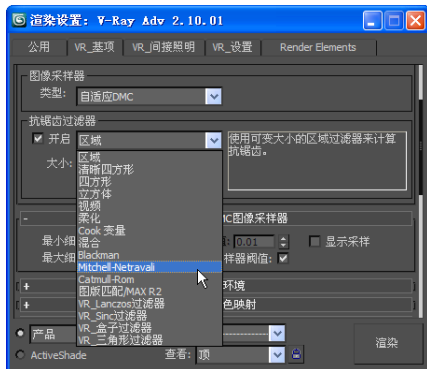 渲染设置: V-Ray Adv 2.10.01
公用 VR_基项 VR_间接照明 VR_设置 Render Elements
图像采样器
类型: 自适应DMC
抗锯齿过滤器
开启 区域 使用可变大小的区域过滤器来计算
抗锯齿。
大小:
区域
清晰四方形
四方形
立方体
视频
柔化
Cook 变量
混合
Blackman
Mitchell-Netravali
Catmull-Rom
图版匹配/MAX R2
VR_Lanczos过滤器
VR_Sinc过滤器
VR_盒子过滤器
VR_三角形过滤器
- MC图像采样器
最小细 0.01 显示采样
最大细 样器阀值:
+ 环境
+ 色映射
产品 渲染
ActiveShade 查看: 顶